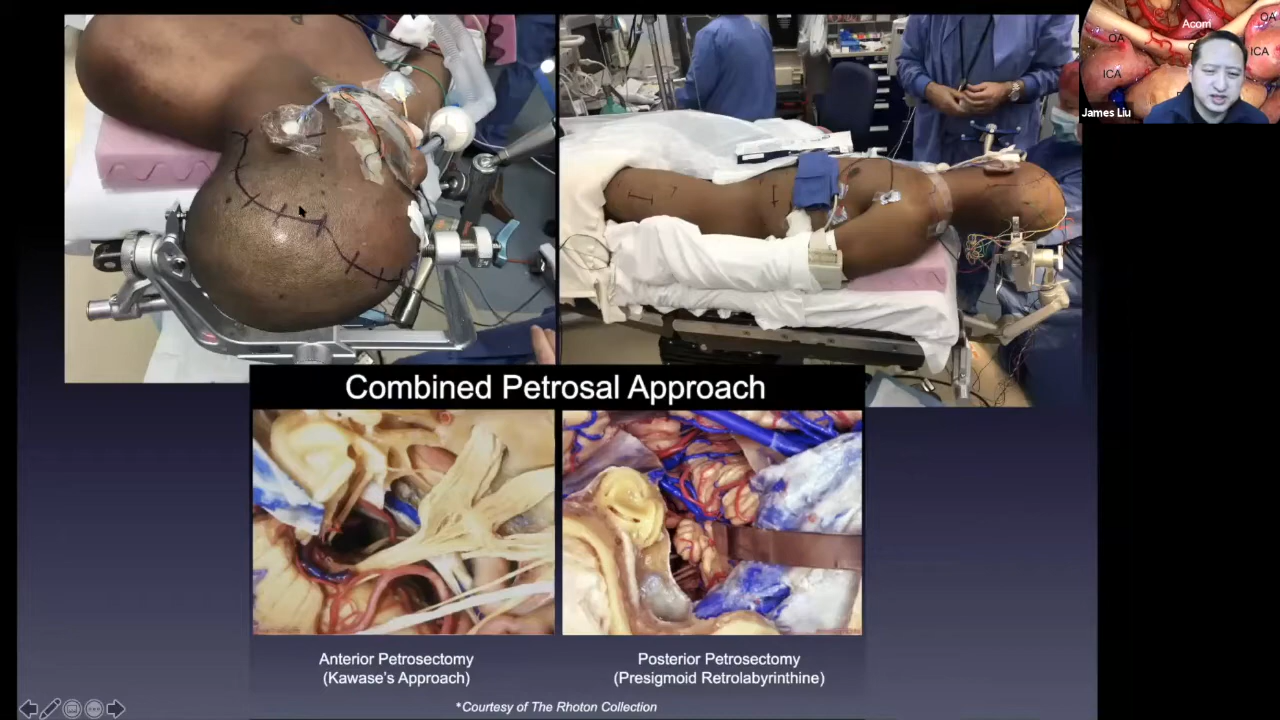 Acom
OA
OA
ICA
ICA
James Liu
Combined Petrosal Approach
Anterior Petrosectomy
(Kawase's Approach)
Posterior Petrosectomy
(Presigmoid Retrolabyrinthine)
*Courtesy of The Rhoton Collection